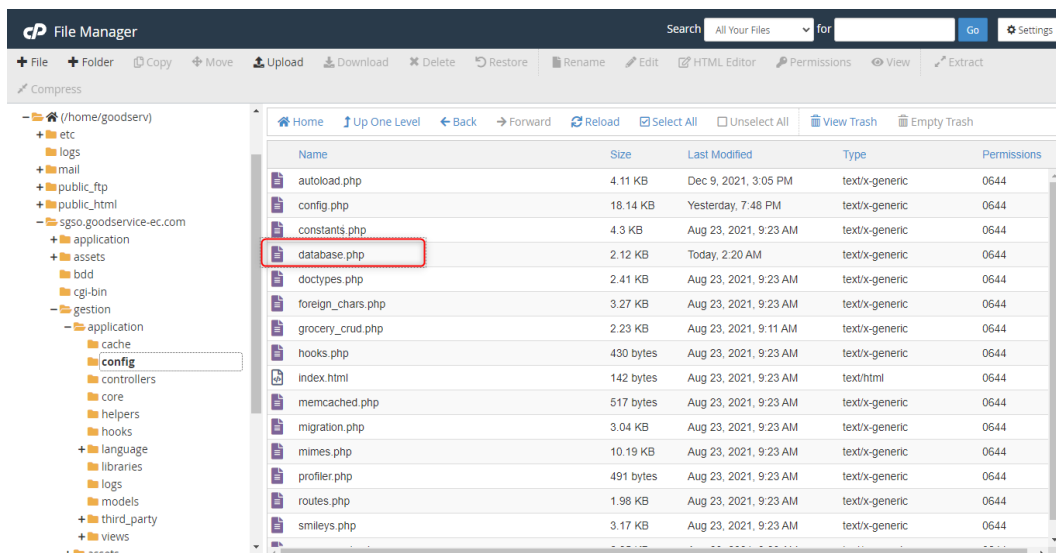 cP File Manager Search All Your Files for Go Settings
File Folder Copy Move Upload Download Delete Restore Rename Edit HTML Editor Permissions View Extract
Compress
(/home/goodserv)
etc
logs
mail
public_ftp
public_html
sgso.goodservice-ec.com
application
assets
bdd
cgi-bin
gestion
application
cache
config
controllers
core
helpers
hooks
language
libraries
logs
models
third_party
views
assets
Home Up One Level Back Forward Reload Select All Unselect All View Trash Empty Trash
Name Size Last Modified Type Permissions
autoload.php 4.11 KB Dec 9, 2021, 3:05 PM text/x-generic 0644
config.php 18.14 KB Yesterday, 7:48 PM text/x-generic 0644
constants.php 4.3 KB Aug 23, 2021, 9:23 AM text/x-generic 0644
database.php 2.12 KB Today, 2:20 AM text/x-generic 0644
doctypes.php 2.41 KB Aug 23, 2021, 9:23 AM text/x-generic 0644
foreign_chars.php 3.27 KB Aug 23, 2021, 9:23 AM text/x-generic 0644
grocery_crud.php 2.23 KB Aug 23, 2021, 9:11 AM text/x-generic 0644
hooks.php 430 bytes Aug 23, 2021, 9:23 AM text/x-generic 0644
index.html 142 bytes Aug 23, 2021, 9:23 AM text/html 0644
memcached.php 517 bytes Aug 23, 2021, 9:23 AM text/x-generic 0644
migration.php 3.04 KB Aug 23, 2021, 9:23 AM text/x-generic 0644
mimes.php 10.19 KB Aug 23, 2021, 9:23 AM text/x-generic 0644
profiler.php 491 bytes Aug 23, 2021, 9:23 AM text/x-generic 0644
routes.php 1.98 KB Aug 23, 2021, 9:23 AM text/x-generic 0644
smileys.php 3.17 KB Aug 23, 2021, 9:23 AM text/x-generic 0644